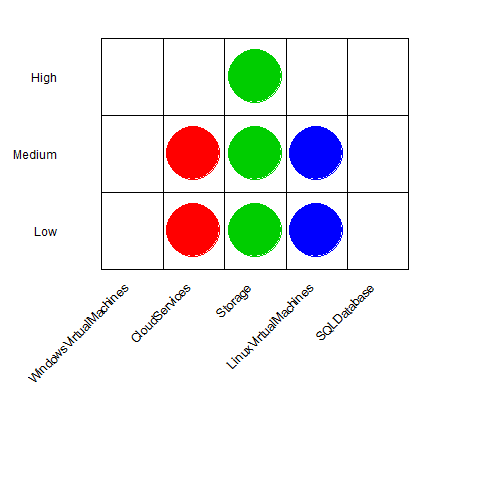 High
Medium
Low
WindowsVirtualMachines
CloudServices
Storage
LinuxVirtualMachines
SQLDatabase